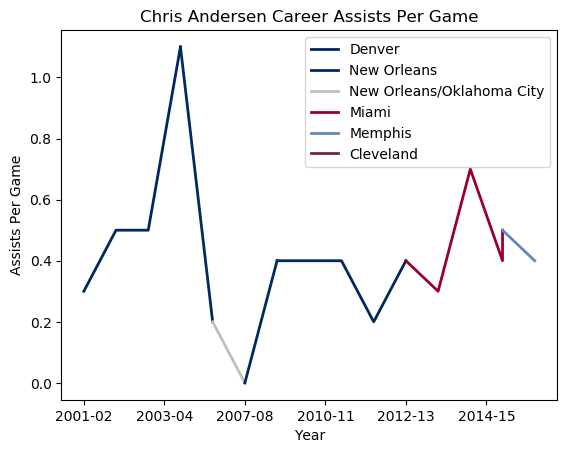 Chris Andersen Career Assists Per Game
Denver
New Orleans
New Orleans/Oklahoma City
Miami
Memphis
Cleveland
Assists Per Game
1.0
0.8
0.6
0.4
0.2
0.0
2001-02 2003-04 2007-08 2010-11 2012-13 2014-15
Year